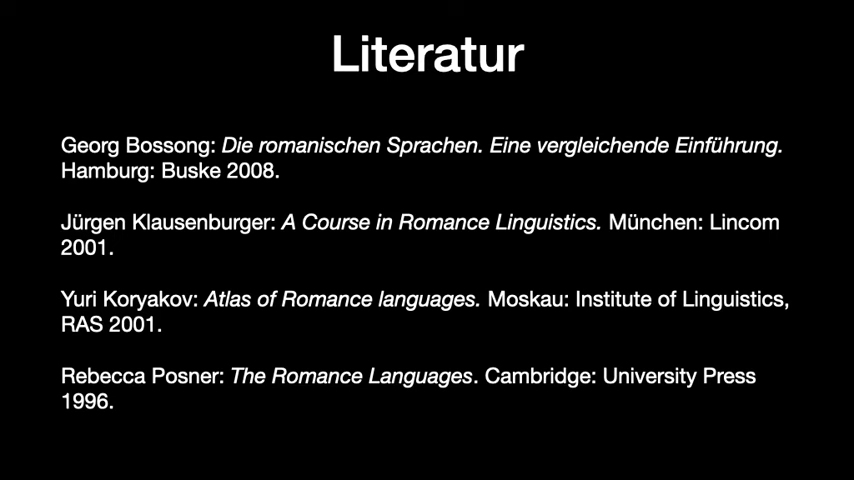 Literatur
Georg Bossong: Die romanischen Sprachen. Eine vergleichende Einführung.
Hamburg: Buske 2008.
Jürgen Klausenburger: A Course in Romance Linguistics. München: Lincom
2001.
Yuri Koryakov: Atlas of Romance languages. Moskau: Institute of Linguistics,
RAS 2001.
Rebecca Posner: The Romance Languages. Cambridge: University Press
1996.